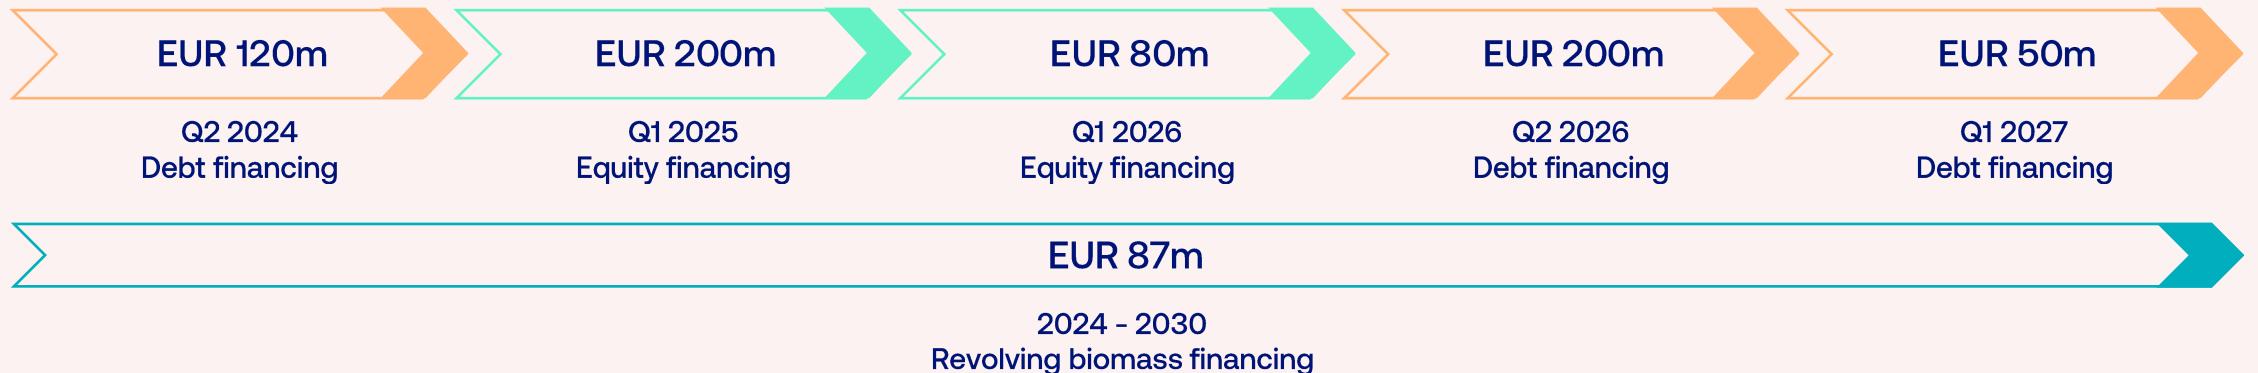 EUR 120m
EUR 200m
EUR 80m
EUR 200m
EUR 50m
Q2 2024
Debt financing
Q1 2025
Equity financing
Q1 2026
Equity financing
Q2 2026
Debt financing
Q1 2027
Debt financing
EUR 87m
2024 - 2030
Revolving biomass financing